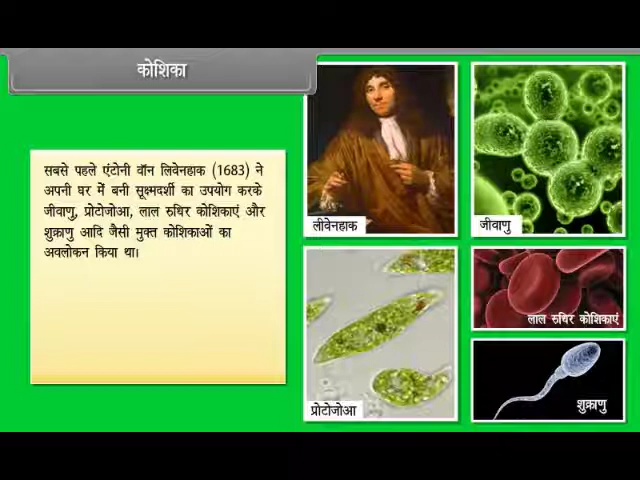 कोशिका
सबसे पहले एंटोनी वॉन लिवेनहाक (1683) ने
अपनी घर में बनी सूक्ष्मदर्शी का उपयोग करके
जीवाणु, प्रोटोजोआ, लाल रुधिर कोशिकाएं और
शुक्राणु आदि जैसी मुक्त कोशिकाओं का
अवलोकन किया था।
लीवेनहाक
जीवाणु
लाल रुधिर कोशिकाएं
प्रोटोजोआ
शुक्राणु